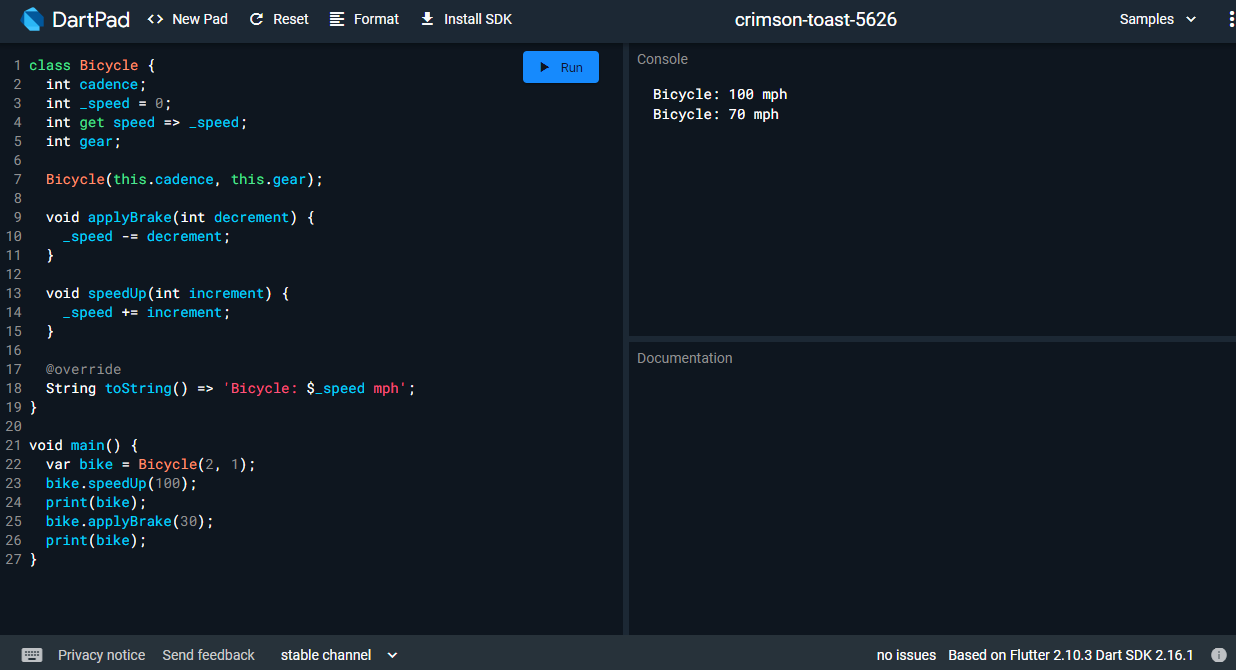 DartPad <> New Pad Reset Format Install SDK crimson-toast-5626 Samples
1 class Bicycle {
2   int cadence;
3   int _speed = 0;
4   int get speed => _speed;
5   int gear;
6
7   Bicycle(this.cadence, this.gear);
8
9   void applyBrake(int decrement) {
10     _speed -= decrement;
11   }
12
13   void speedUp(int increment) {
14     _speed += increment;
15   }
16
17   @override
18   String toString() => 'Bicycle: $_speed mph';
19 }
20
21 void main() {
22   var bike = Bicycle(2, 1);
23   bike.speedUp(100);
24   print(bike);
25   bike.applyBrake(30);
26   print(bike);
27 }
Run
Console
Bicycle: 100 mph
Bicycle: 70 mph
Documentation
Privacy notice Send feedback stable channel no issues Based on Flutter 2.10.3 Dart SDK 2.16.1